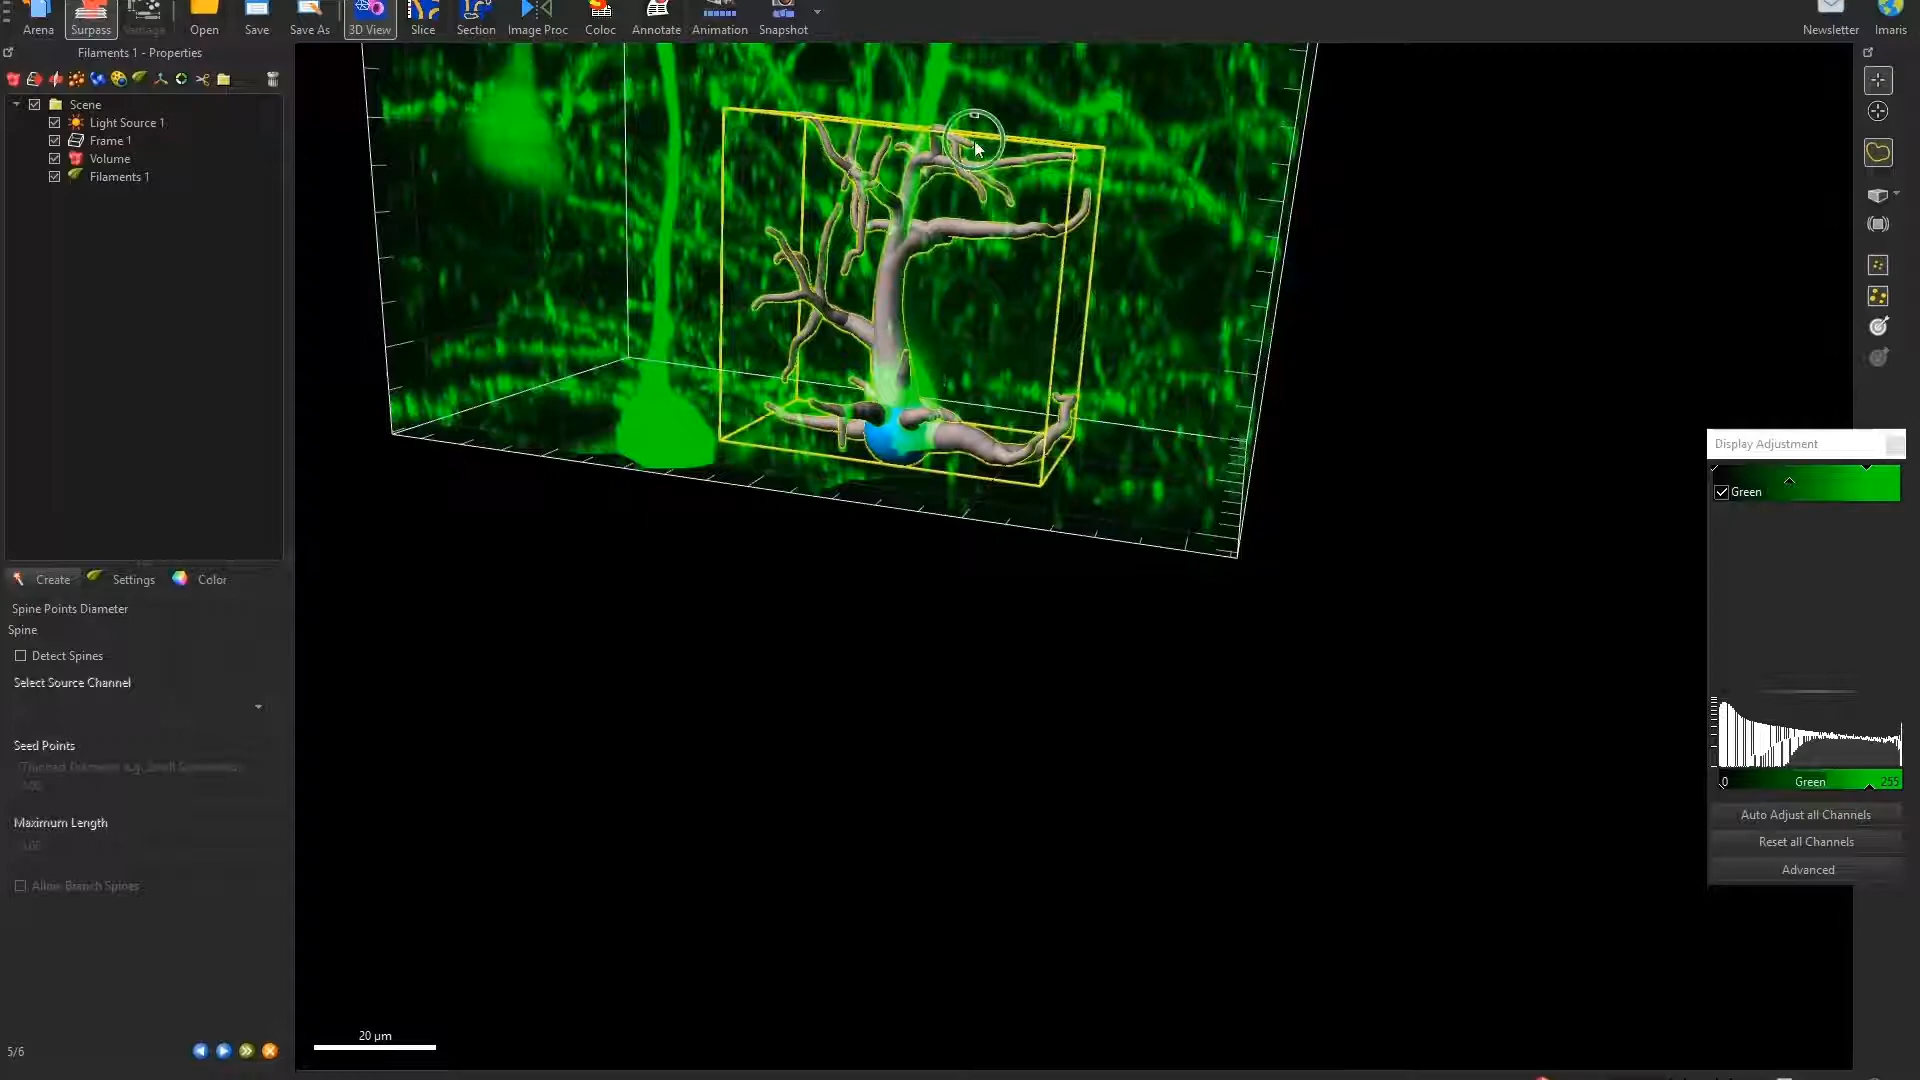 Arena
Surpass
Open
Save
Save As
3D View
Slice
Section
Image Proc
Coloc
Annotate
Animation
Snapshot
Newsletter
Imaris
Filaments 1 - Properties
Scene
Light Source 1
Frame 1
Volume
Filaments 1
Create
Settings
Color
Spine Points Diameter
Spine
Detect Spines
Select Source Channel
Seed Points
Maximum Length
Allow Branch Spines
5/6
20 µm
Display Adjustment
Green
0
Green
255
Auto Adjust all Channels
Reset all Channels
Advanced